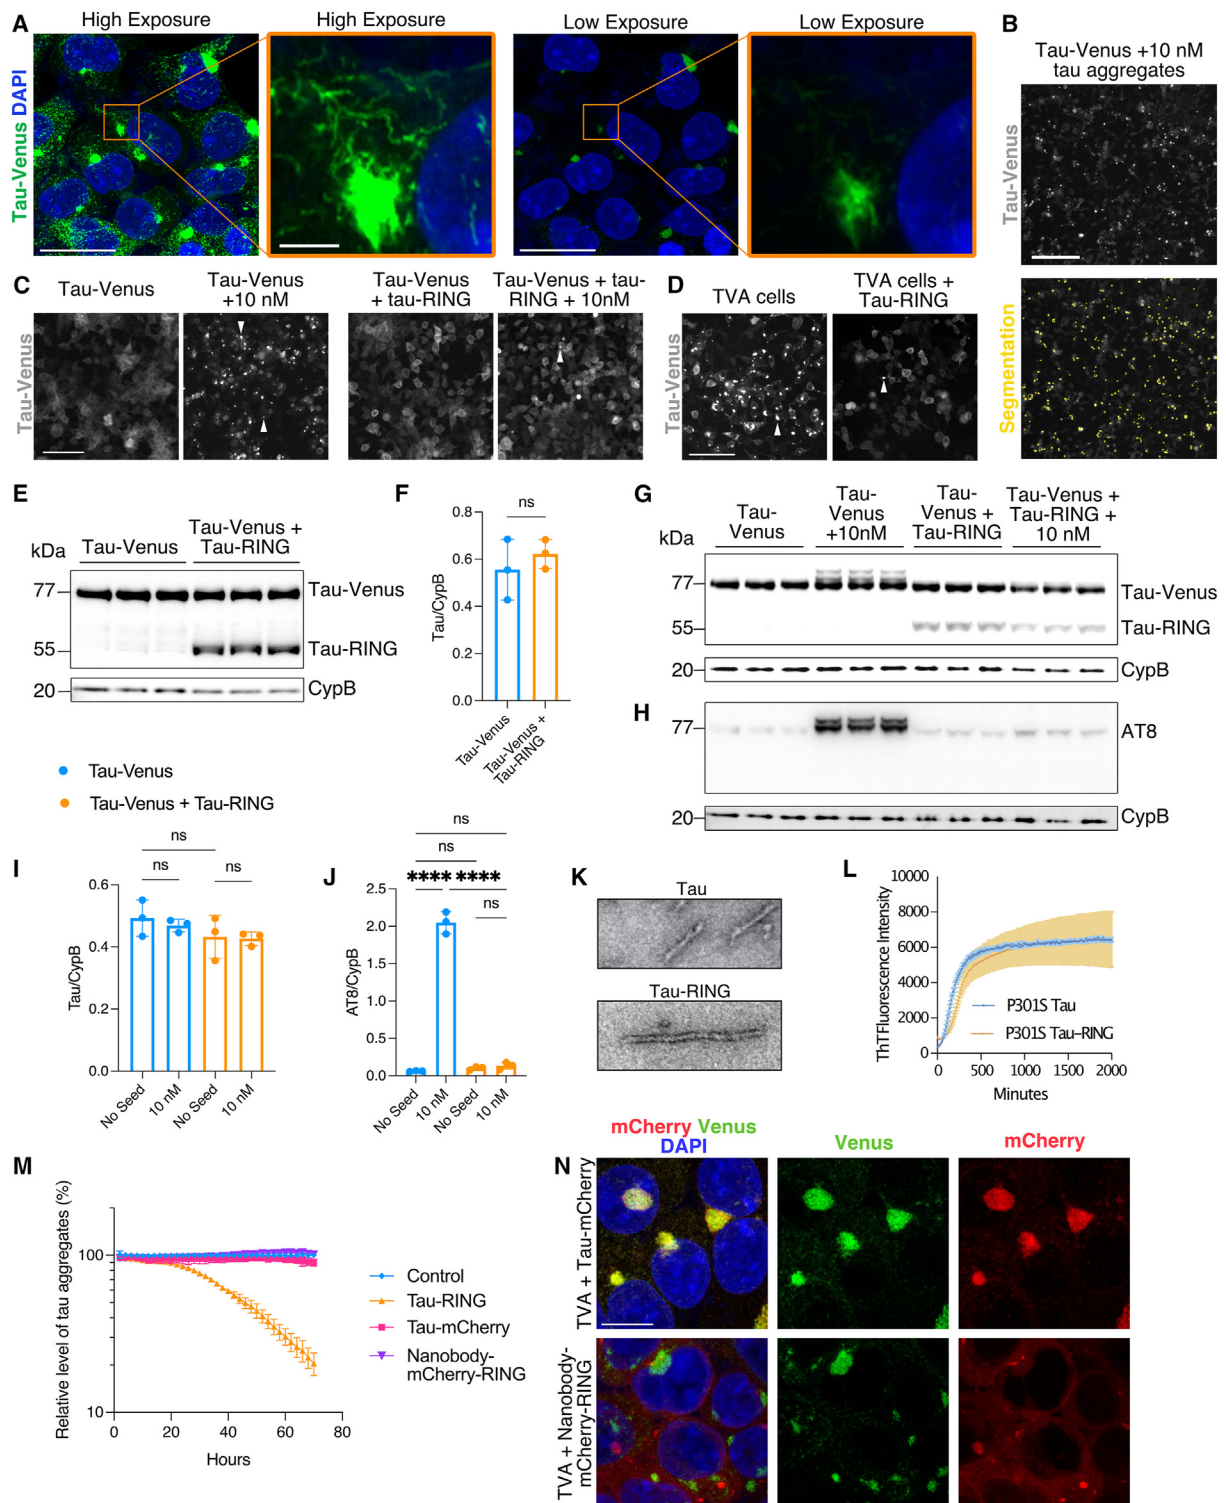 A
High Exposure
High Exposure
Low Exposure
Low Exposure
Tau-Venus DAPI
B
Tau-Venus +10 nM
tau aggregates
Tau-Venus
Segmentation
C
Tau-Venus
Tau-Venus
+10 nM
Tau-Venus
+ tau-RING
Tau-Venus + tau-
RING + 10nM
Tau-Venus
D
TVA cells
TVA cells +
Tau-RING
Tau-Venus
E
kDa
Tau-Venus
Tau-Venus +
Tau-RING
77
Tau-Venus
55
Tau-RING
20
CypB
F
ns
Tau/CypB
0.8
0.6
0.4
0.2
0.0
Tau-Venus
Tau-Venus +
Tau-RING
G
kDa
Tau-
Venus
Tau-
Venus
+10nM
Tau-
Venus +
Tau-RING
Tau-Venus +
Tau-RING +
10 nM
77
Tau-Venus
55
Tau-RING
20
CypB
H
77
AT8
20
CypB
Tau-Venus
Tau-Venus + Tau-RING
I
ns
ns
ns
Tau/CypB
0.6
0.4
0.2
0.0
No Seed
10 nM
No Seed
10 nM
J
ns
ns
**** ****
ns
AT8/CypB
2.5
2.0
1.5
1.0
0.5
0.0
No Seed
10 nM
No Seed
10 nM
K
Tau
Tau-RING
L
ThTFluorescence Intensity
10000
8000
6000
4000
2000
0
P301S Tau
P301S Tau-RING
0 500 1000 1500 2000
Minutes
M
Relative level of tau aggregates (%)
100
10
0 20 40 60 80
Hours
Control
Tau-RING
Tau-mCherry
Nanobody-
mCherry-RING
N
mCherry Venus
DAPI
Venus
mCherry
TVA + Tau-mCherry
TVA + Nanobody-
mCherry-RING